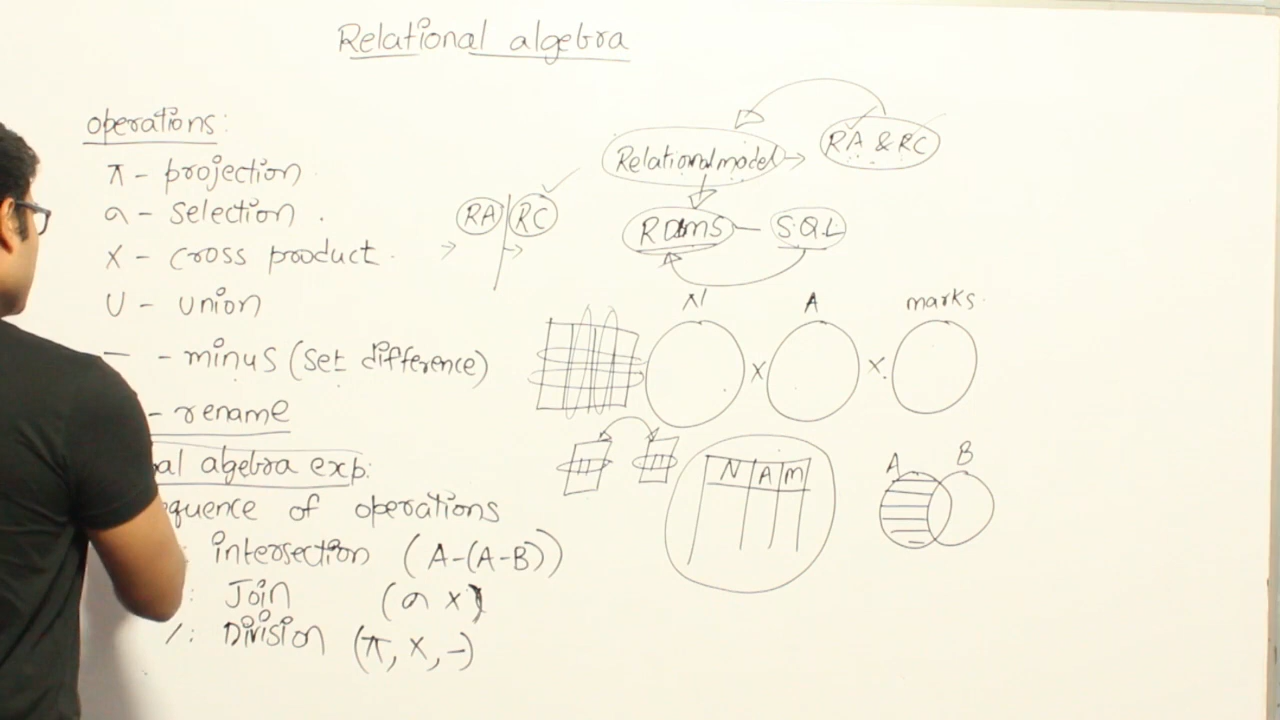 Relational algebra
operations:
π - projection
σ - selection
X - cross product
U - union
- - minus (set difference)
- rename
al algebra exp:
quence of operations
: intersection (A-(A-B))
: Join (σ X)
/: Division (π, X, -)
RA RC
Relational model → RA & RC
RDBMS - SQL
N A marks
X X
N A M
A B